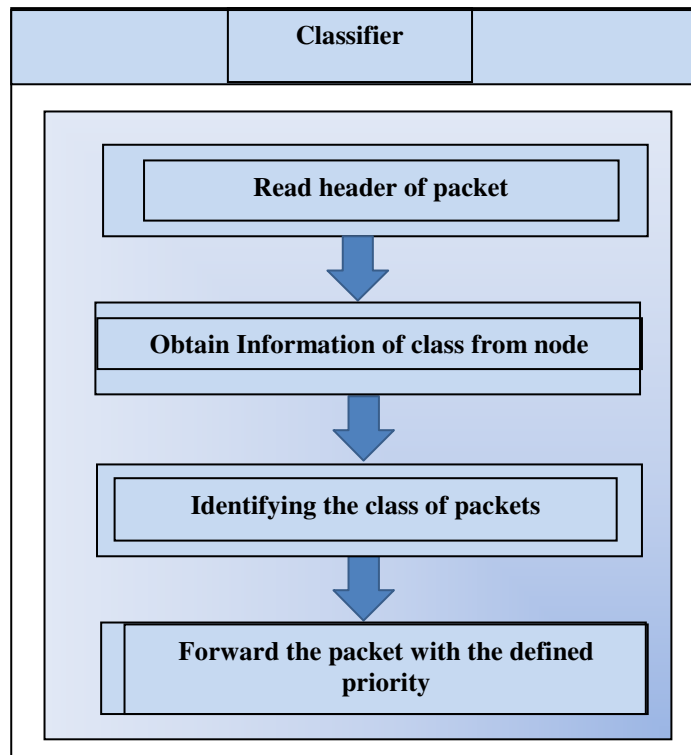 Classifier
Read header of packet
Obtain Information of class from node
Identifying the class of packets
Forward the packet with the defined
priority